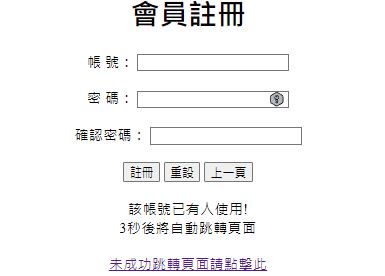 會員註冊
帳 號：
密 碼：
確認密碼：
註冊 重設 上一頁
該帳號已有人使用!
3秒後將自動跳轉頁面
未成功跳轉頁面請點擊此